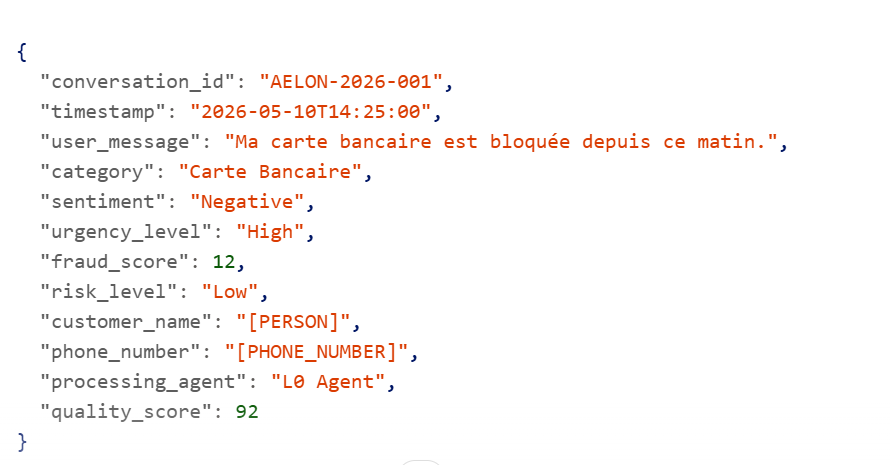 {
"conversation_id": "AELON-2026-001",
"timestamp": "2026-05-10T14:25:00",
"user_message": "Ma carte bancaire est bloquée depuis ce matin.",
"category": "Carte Bancaire",
"sentiment": "Negative",
"urgency_level": "High",
"fraud_score": 12,
"risk_level": "Low",
"customer_name": "[PERSON]",
"phone_number": "[PHONE_NUMBER]",
"processing_agent": "L0 Agent",
"quality_score": 92
}